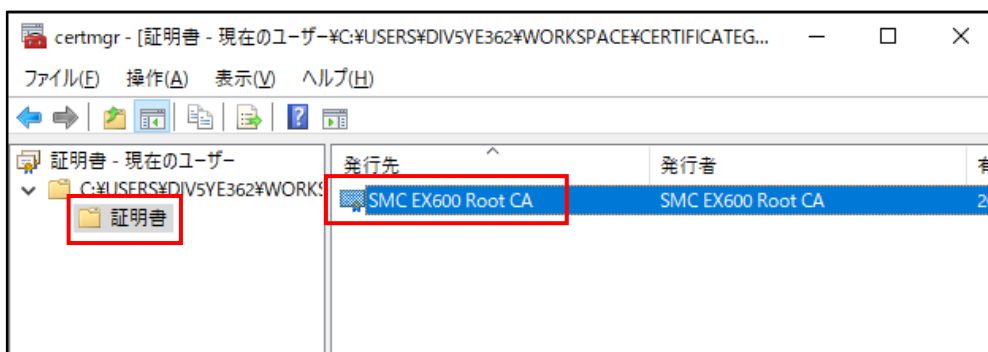 certmgr - [証明書 - 現在のユーザー¥C:¥USERS¥DIV5YE362¥WORKSPACE¥CERTIFICATEG...
ファイル(F) 操作(A) 表示(V) ヘルプ(H)
証明書 - 現在のユーザー
C:¥USERS¥DIV5YE362¥WORKS
証明書
発行先 発行者
SMC EX600 Root CA SMC EX600 Root CA